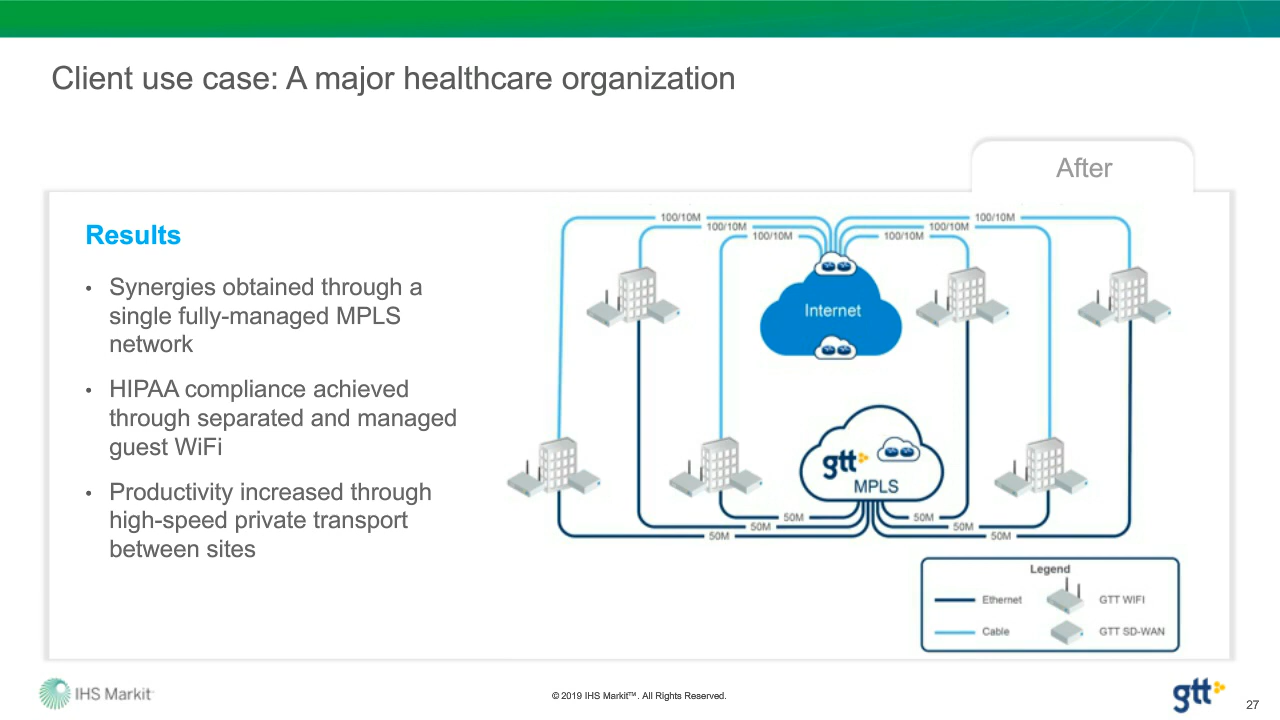 Client use case: A major healthcare organization
After
Results
• Synergies obtained through a
single fully-managed MPLS
network
• HIPAA compliance achieved
through separated and managed
guest WiFi
• Productivity increased through
high-speed private transport
between sites
100/10M
100/10M
100/10M
100/10M
100/10M
100/10M
Internet
gtt
MPLS
50M
50M
50M
50M
50M
50M
Legend
Ethernet
GTT WIFI
Cable
GTT SD-WAN
IHS Markit™
© 2019 IHS Markit™. All Rights Reserved.
gtt
27